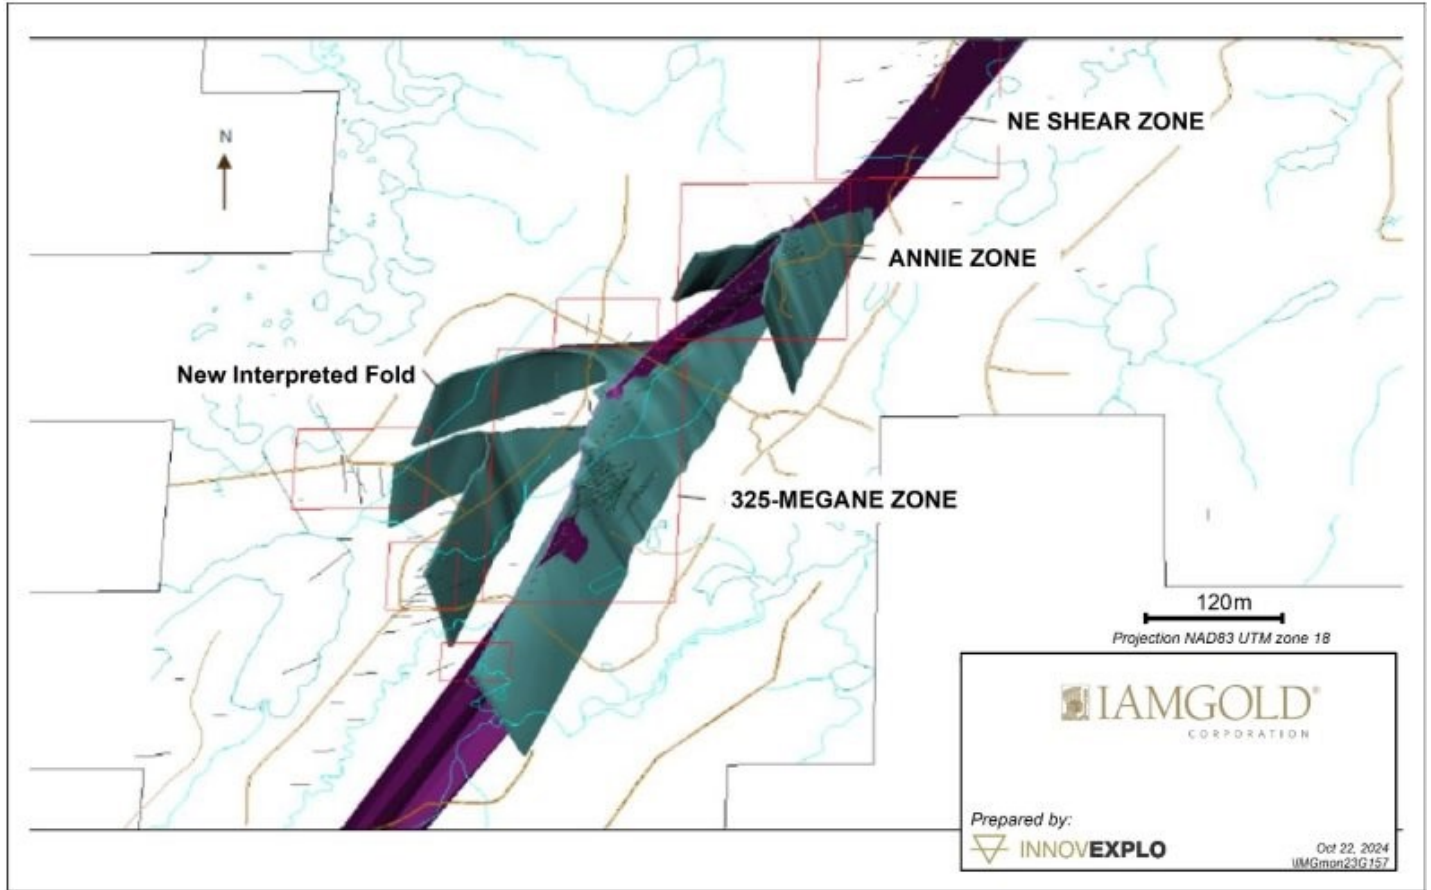 N
NE SHEAR ZONE
ANNIE ZONE
New Interpreted Fold
325-MEGANE ZONE
120m
Projection NAD83 UTM zone 18
IAMGOLD®
CORPORATION
Prepared by:
INNOVEXPLO
Oct 22, 2024
\IMGmon23G157